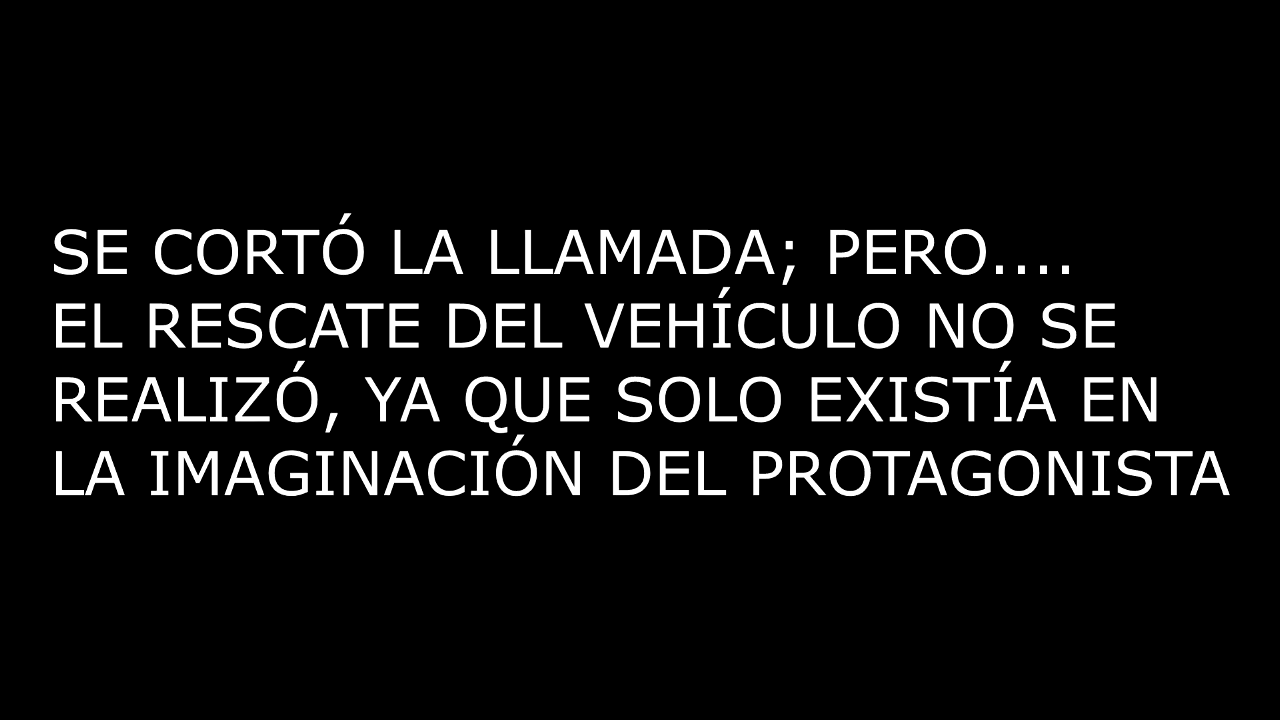 SE CORTÓ LA LLAMADA; PERO....
EL RESCATE DEL VEHÍCULO NO SE
REALIZÓ, YA QUE SOLO EXISTÍA EN
LA IMAGINACIÓN DEL PROTAGONISTA